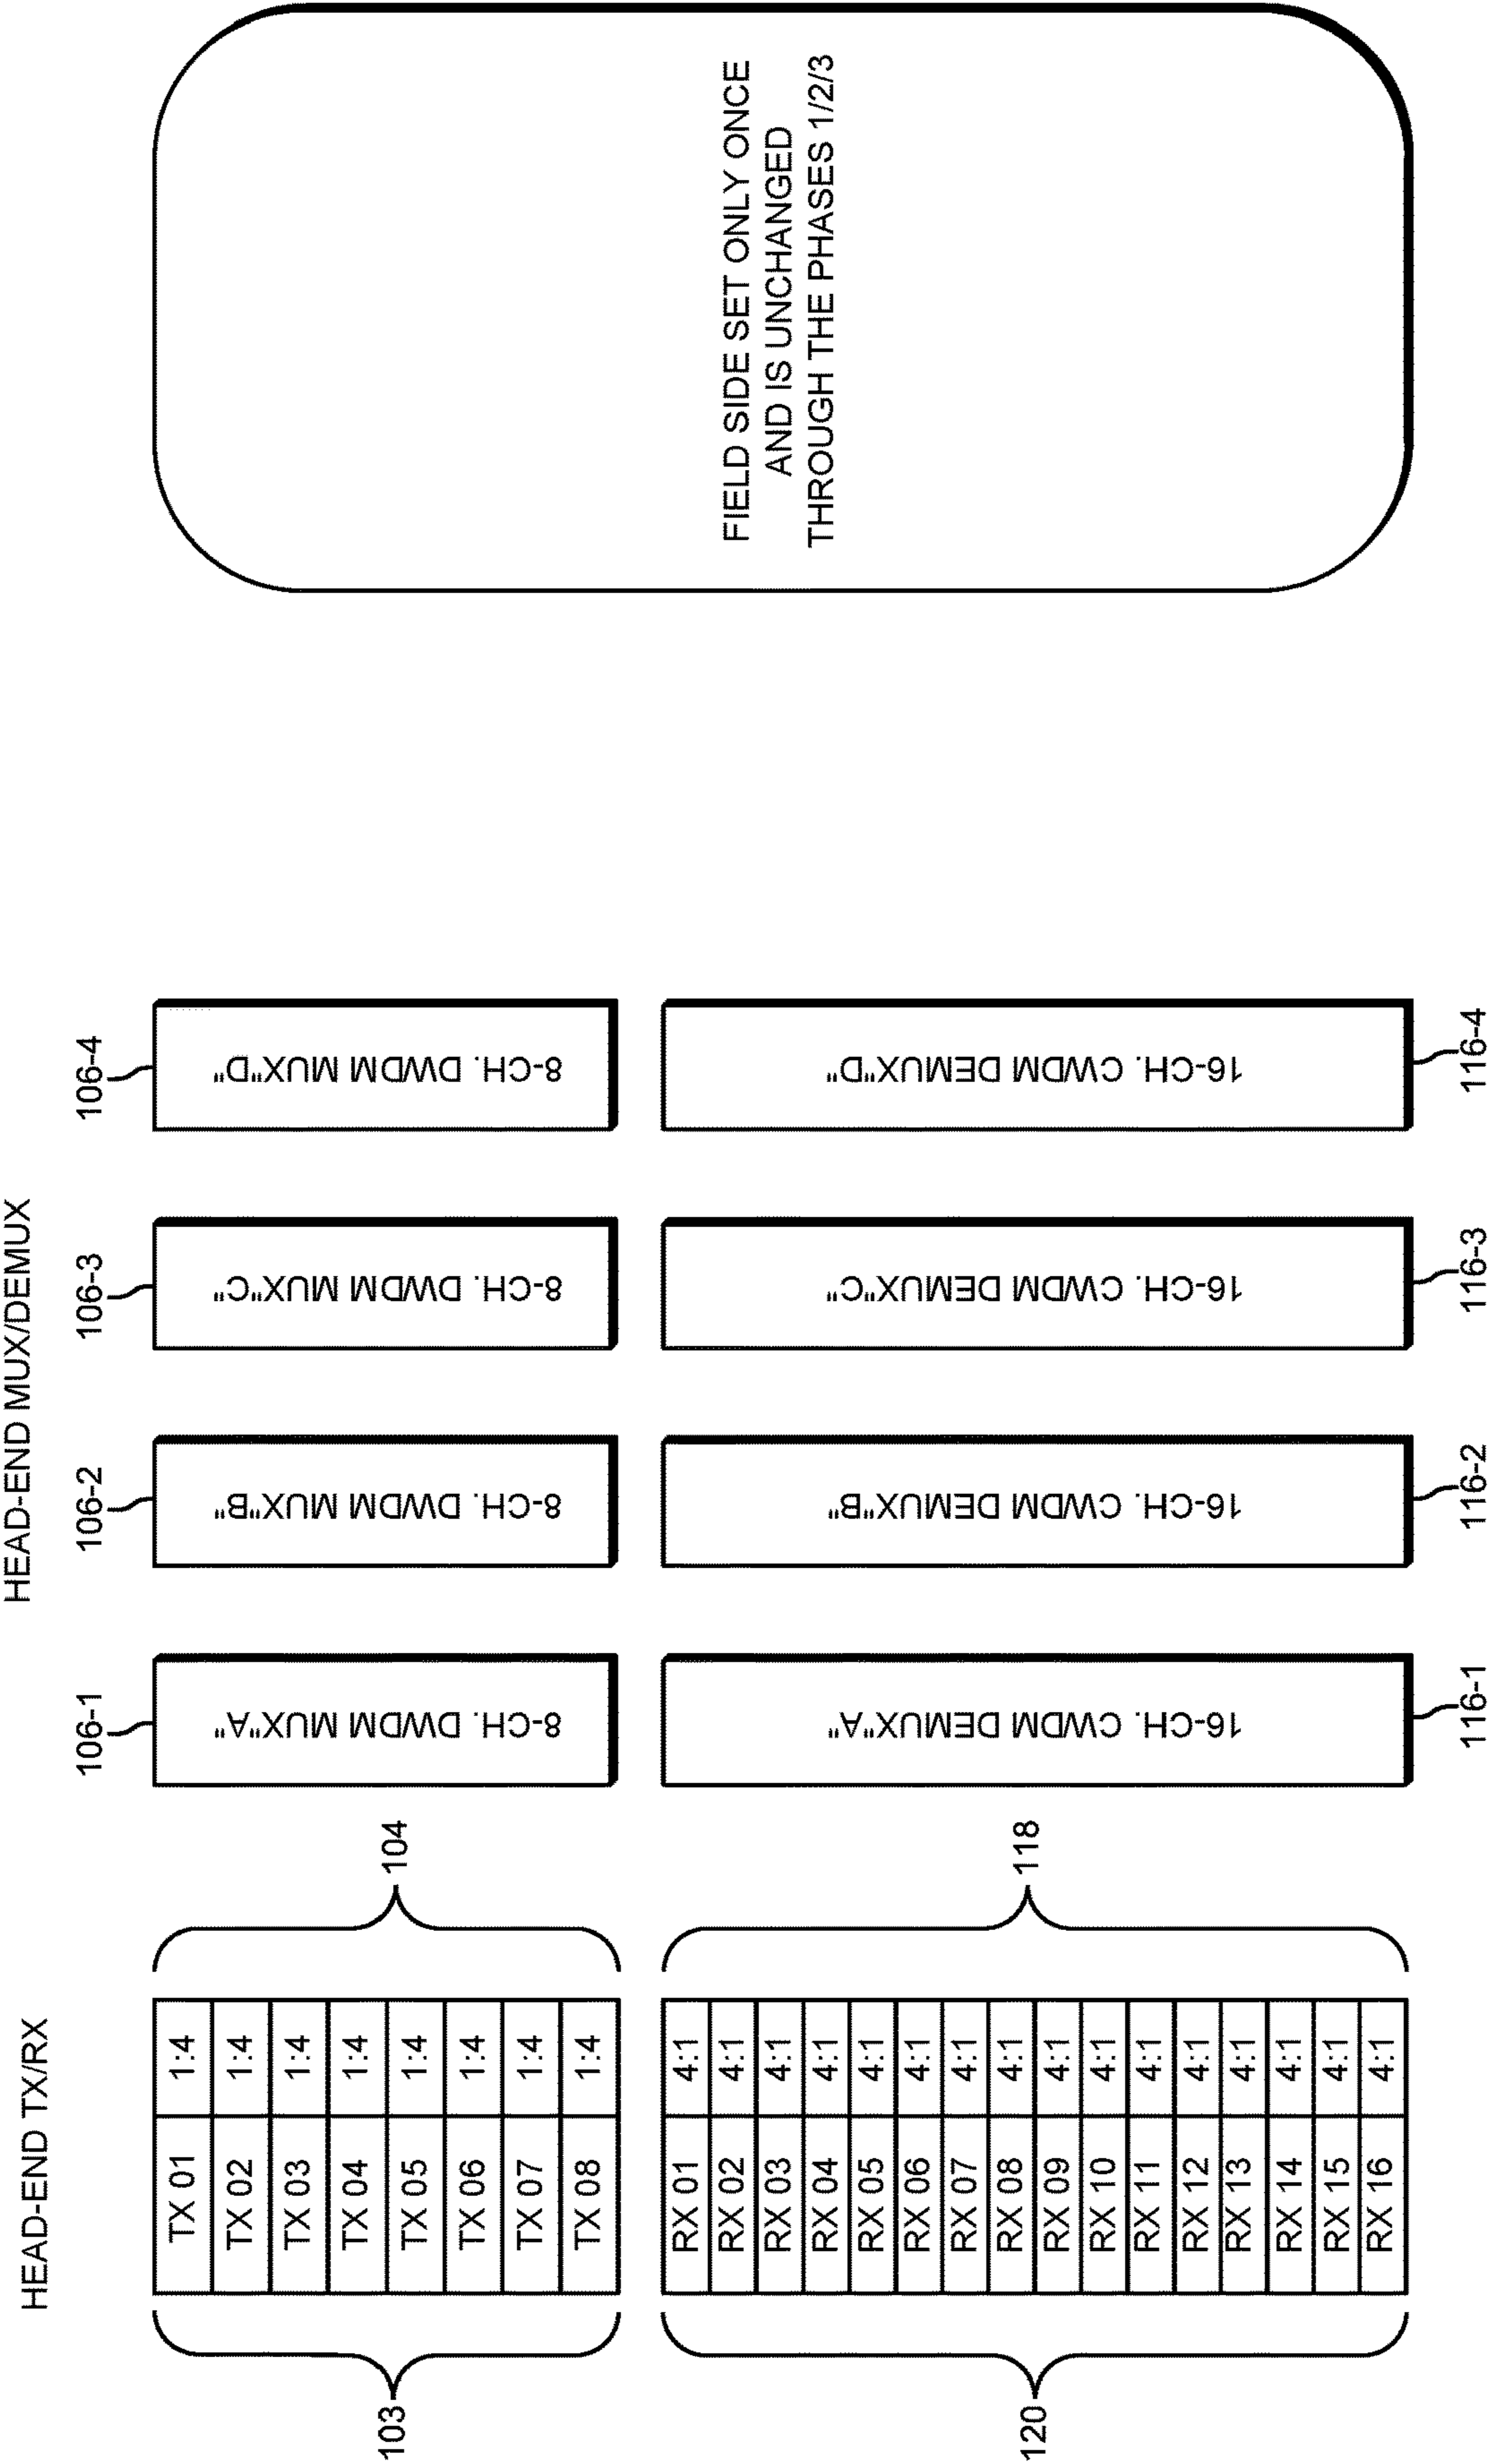 HEAD-END TX/RX
HEAD-END MUX/DEMUX
103
TX 01 1:4
TX 02 1:4
TX 03 1:4
TX 04 1:4
TX 05 1:4
TX 06 1:4
TX 07 1:4
TX 08 1:4
104
106-1
8-CH. DWDM MUX"A"
106-2
8-CH. DWDM MUX"B"
106-3
8-CH. DWDM MUX"C"
106-4
8-CH. DWDM MUX"D"
120
RX 01 4:1
RX 02 4:1
RX 03 4:1
RX 04 4:1
RX 05 4:1
RX 06 4:1
RX 07 4:1
RX 08 4:1
RX 09 4:1
RX 10 4:1
RX 11 4:1
RX 12 4:1
RX 13 4:1
RX 14 4:1
RX 15 4:1
RX 16 4:1
118
16-CH. CWDM DEMUX"A"
116-1
16-CH. CWDM DEMUX"B"
116-2
16-CH. CWDM DEMUX"C"
116-3
16-CH. CWDM DEMUX"D"
116-4
FIELD SIDE SET ONLY ONCE
AND IS UNCHANGED
THROUGH THE PHASES 1/2/3